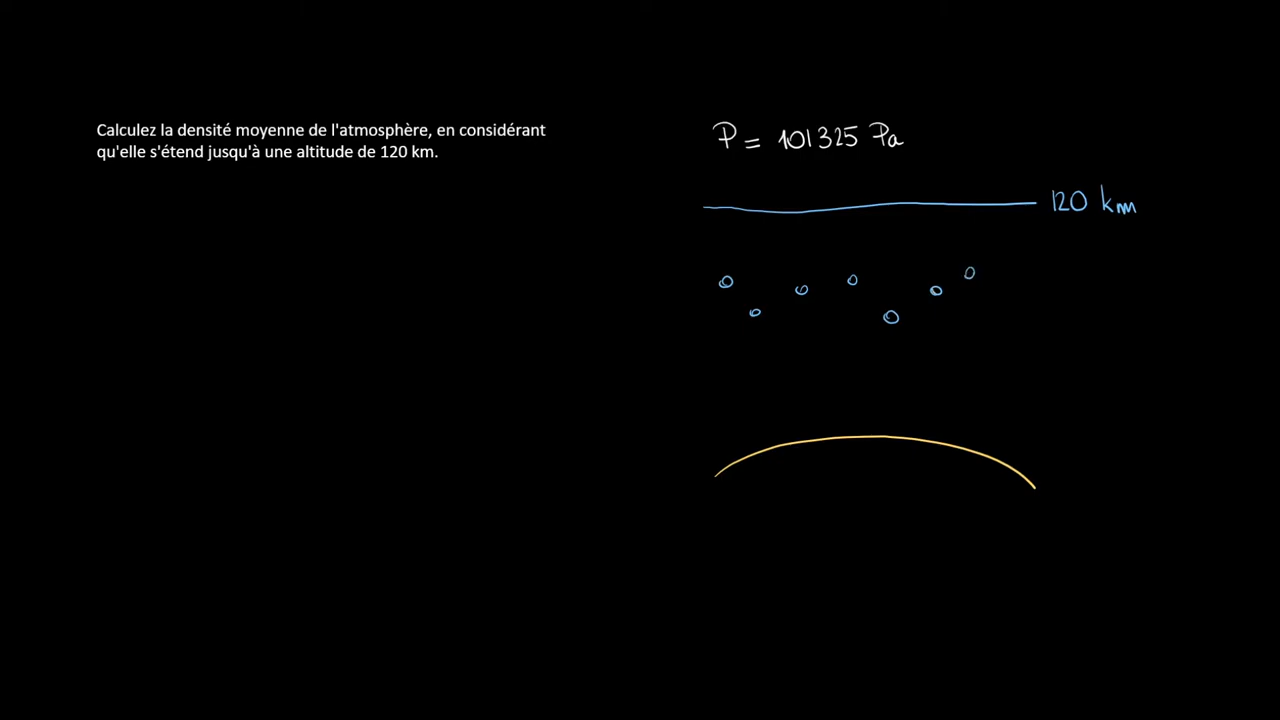 Calculez la densité moyenne de l'atmosphère, en considérant
qu'elle s'étend jusqu'à une altitude de 120 km.
P = 101325 Pa
120 km